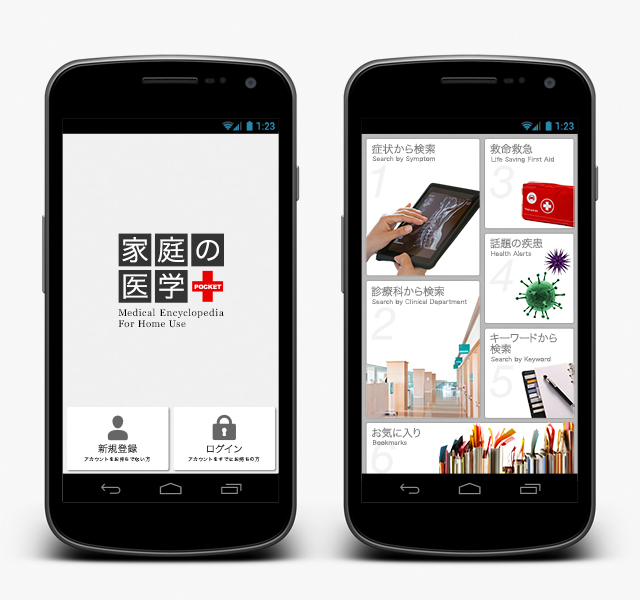 1:23
家庭の
医学
POCKET
Medical Encyclopedia
For Home Use
新規登録
アカウントをお持ちでない方
ログイン
アカウントをすでにお持ちの方
1:23
症状から検索
Search by Symptom
1
救命救急
Life Saving First Aid
3
話題の疾患
Health Alerts
4
診療科から検索
Search by Clinical Department
2
キーワードから
検索
Search by Keyword
5
お気に入り
Bookmarks
6